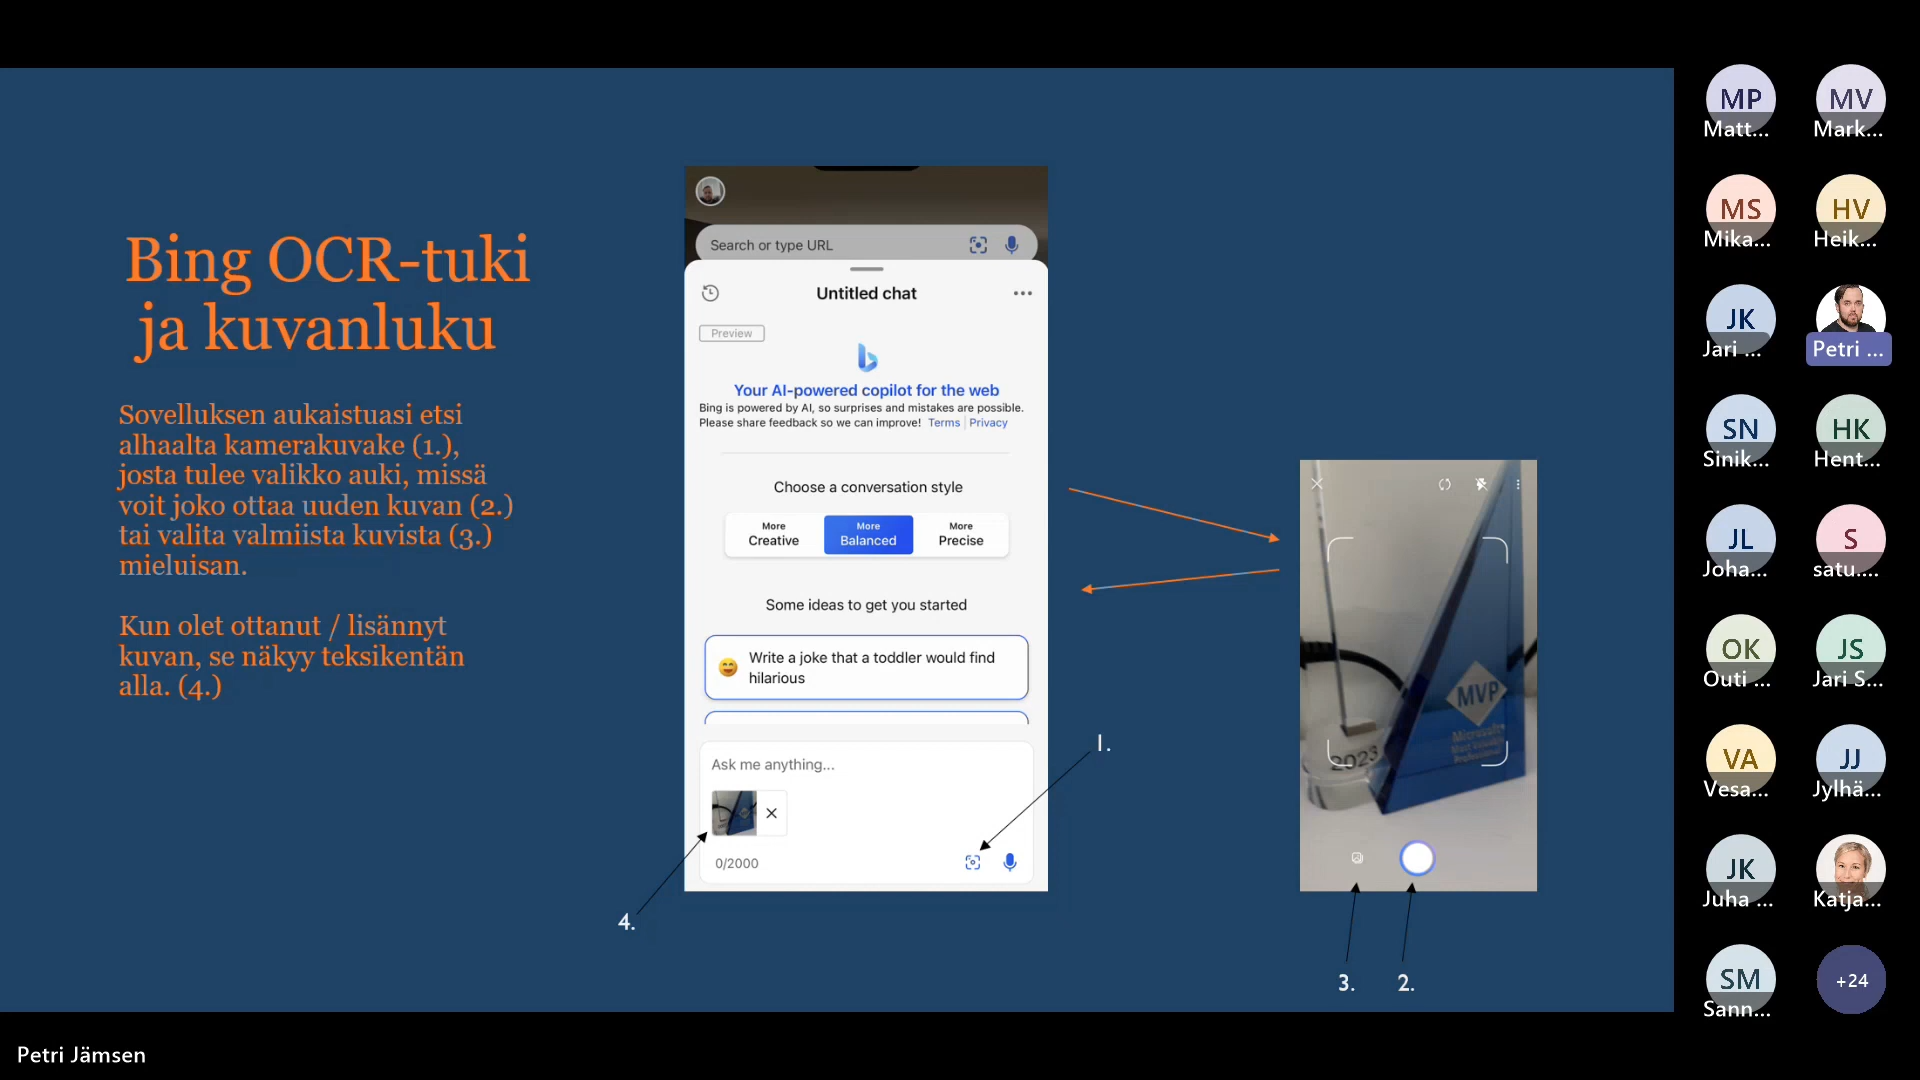 Bing OCR-tuki
ja kuvanluku
Sovelluksen aukaistuasi etsi
alhaalta kamerakuvake (1.),
josta tulee valikko auki, missä
voit joko ottaa uuden kuvan (2.)
tai valita valmiista kuvista (3.)
mieluisan.
Kun olet ottanut / lisännyt
kuvan, se näkyy teksikentän
alla. (4.)
Search or type URL
Untitled chat
Preview
Your AI-powered copilot for the web
Bing is powered by AI, so surprises and mistakes are possible.
Please share feedback so we can improve! Terms | Privacy
Choose a conversation style
More Creative
More Balanced
More Precise
Some ideas to get you started
Write a joke that a toddler would find
hilarious
Ask me anything...
0/2000
1.
4.
MVP
Microsoft®
Most Valuable
Professional
2023
3.
2.
MP
Matt...
MV
Mark...
MS
Mika...
HV
Heik...
JK
Jari ...
Petri ...
SN
Sinik...
HK
Hent...
JL
Joha...
S
satu....
OK
Outi ...
JS
Jari S...
VA
Vesa...
JJ
Jylhä...
JK
Juha ...
Katja...
SM
Sann...
+24
Petri Jämsen